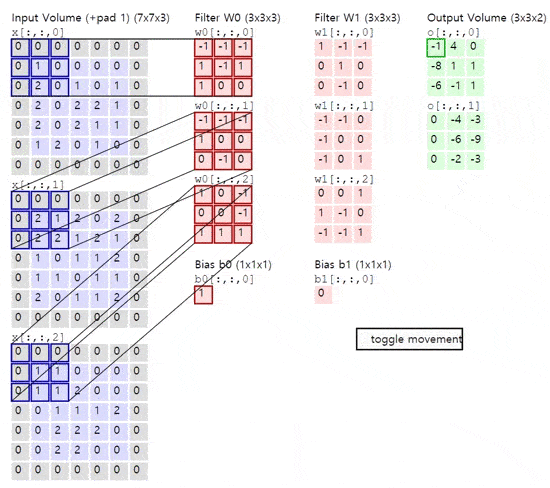 Input Volume (+pad 1) (7x7x3)
x[:,:,0]
0 0 0 0 0 0 0
0 1 0
0 2 0 1 0 1 0
0 2 0 2 2 1 0
0 2 0 2 1 1 0
0 1 2 0 1 0 0
0 0 0 0 0 0 0
x[:,:,1]
0 0 0 0 0 0 0
0 2 1 2 0 2 0
0 2 2 1 2 1 0
0 1 1 2 0 1 0
0 1 1 0 1 1 0
0 2 0 1 2 1 0
0 0 0 0 0 0 0
x[:,:,2]
0 0 0 0 0 0 0
0 1 1
0 1 1 2 0 0 0
0 0 1 1 1 2 0
0 0 2 2 2 0 0
0 0 2 2 0 0 0
0 0 0 0 0 0 0
Filter W0 (3x3x3)
w0[:,:,0]
-1 -1 -1
1 -1 1
1 0 0
w0[:,:,1]
-1 -1 -1
1 0 0
0 -1 0
w0[:,:,2]
1 0 -1
0 0 -1
1 1 1
Bias b0 (1x1x1)
b0[:,:,0]
1
Filter W1 (3x3x3)
w1[:,:,0]
1 -1 -1
0 1 0
0 -1 0
w1[:,:,1]
-1 -1 0
-1 0 0
-1 0 1
w1[:,:,2]
0 0 1
1 -1 0
-1 -1 1
Bias b1 (1x1x1)
b1[:,:,0]
0
Output Volume (3x3x2)
o[:,:,0]
-1 4 0
-8 1 1
-6 -1 1
o[:,:,1]
0 -4 -3
0 -6 -9
0 -2 -3
toggle movement